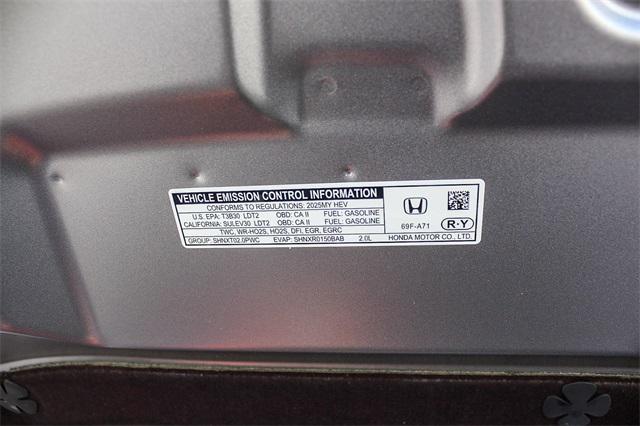 VEHICLE EMISSION CONTROL INFORMATION
CONFORMS TO REGULATIONS: 2025MY HEV
U.S. EPA: T3B30 LDT2 OBD: CA II FUEL: GASOLINE
CALIFORNIA: SULEV30 LDT2 OBD: CA II FUEL: GASOLINE
TWC, WR-HO2S, HO2S, DFI, EGR, EGRC
GROUP: SHNXT02.0PWC EVAP: SHNXR0150BAB 2.0L
69F-A71
R-Y
HONDA MOTOR CO., LTD.